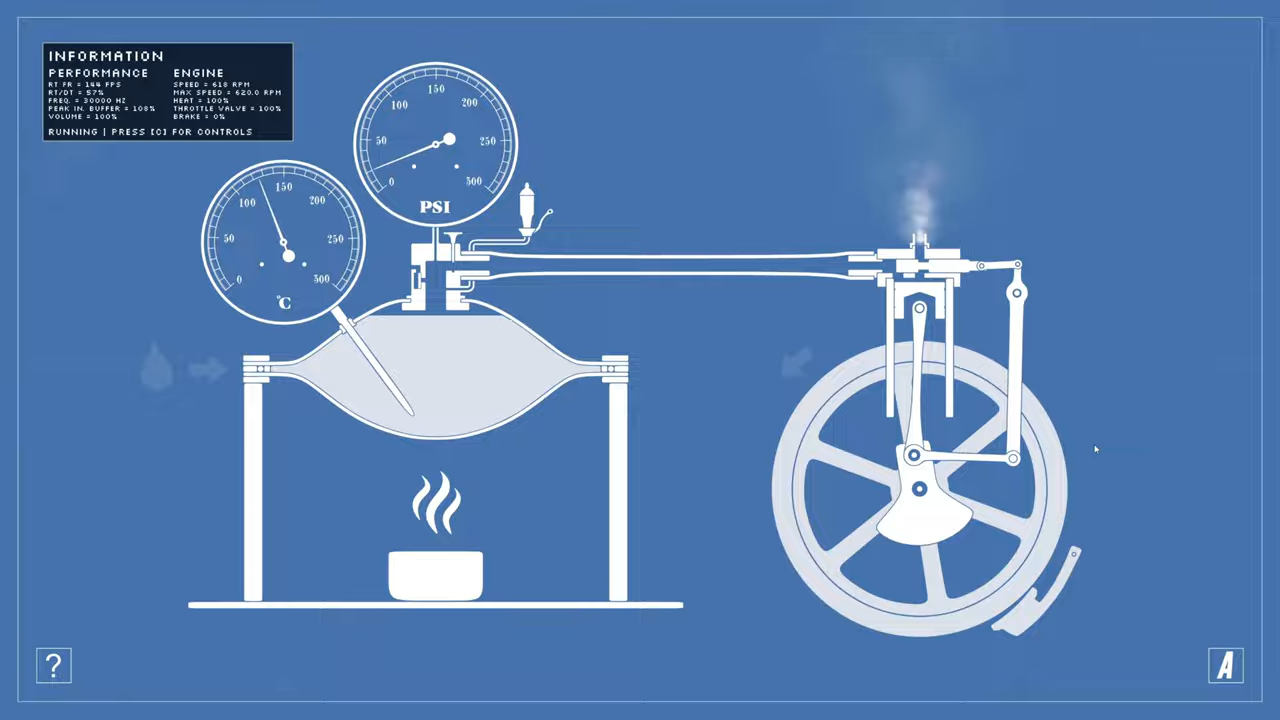 INFORMATION
PERFORMANCE ENGINE
RT FR = 144 FPS SPEED = 618 RPM
RT/DT = 57% MAX SPEED = 620.0 RPM
FREQ. = 30000 HZ HEAT = 100%
PEAK IN. BUFFER = 108% THROTTLE VALVE = 100%
VOLUME = 100% BRAKE = 0%
RUNNING | PRESS [C] FOR CONTROLS
0 50 100 150 200 250 300
PSI
0 50 100 150 200 250 300
°C
?
A